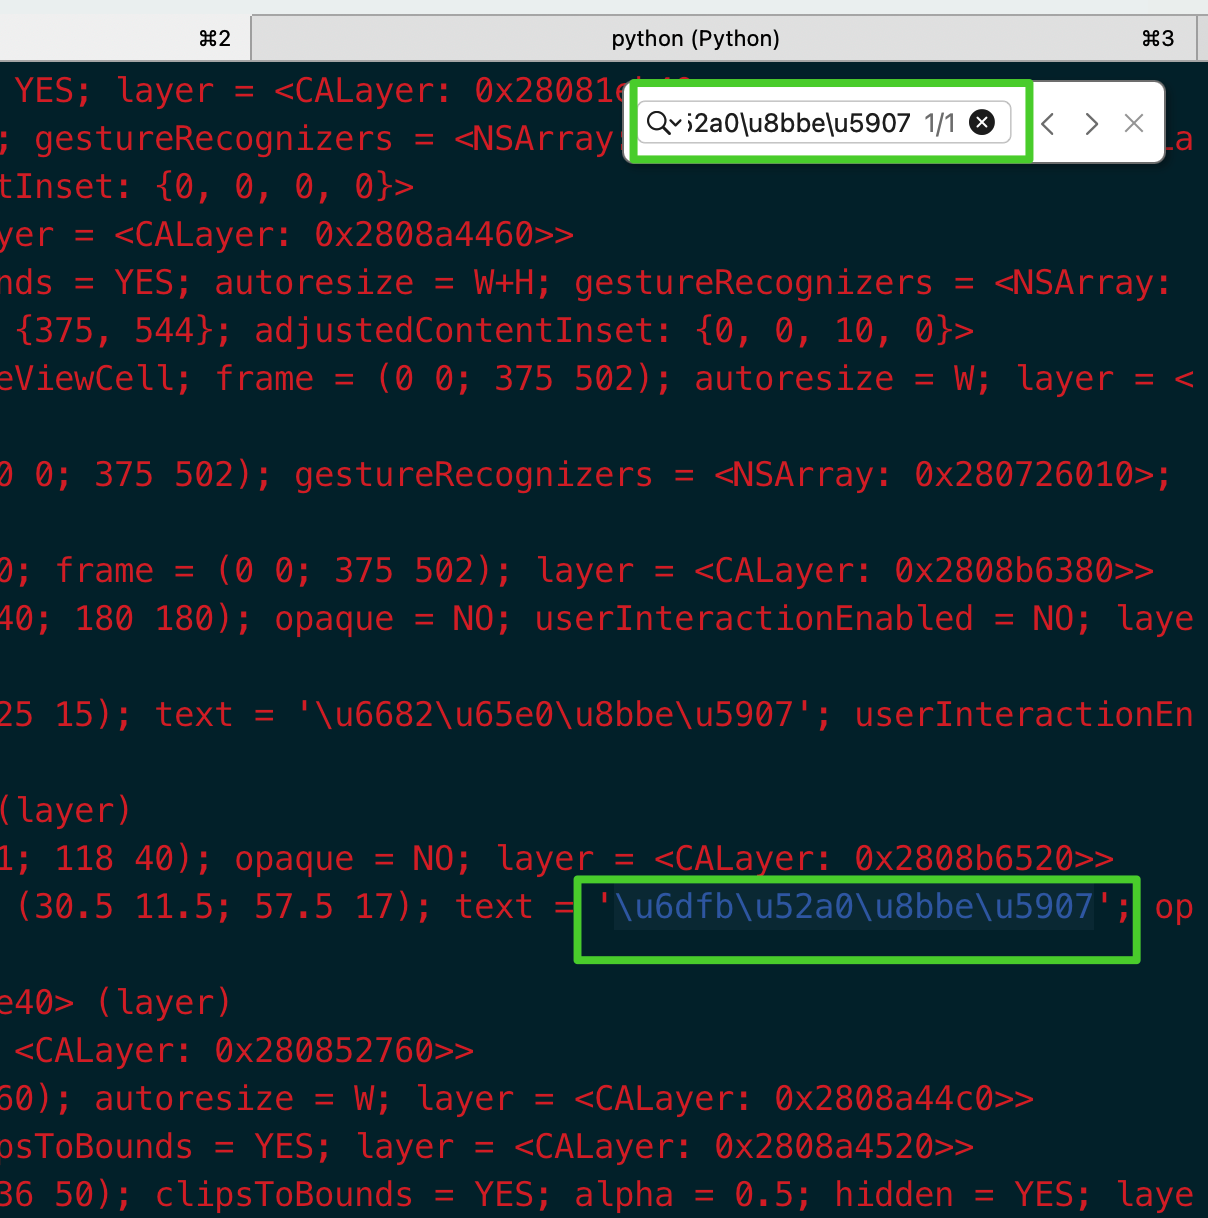 ⌘2
python (Python)
⌘3
YES; layer = <CALayer: 0x28081e
52a0\u8bbe\u5907 1/1
; gestureRecognizers = <NSArray
la
tInset: {0, 0, 0, 0}>
yer = <CALayer: 0x2808a4460>>
nds = YES; autoresize = W+H; gestureRecognizers = <NSArray:
{375, 544}; adjustedContentInset: {0, 0, 10, 0}>
eViewCell; frame = (0 0; 375 502); autoresize = W; layer = <
0 0; 375 502); gestureRecognizers = <NSArray: 0x280726010>;
0; frame = (0 0; 375 502); layer = <CALayer: 0x2808b6380>>
40; 180 180); opaque = NO; userInteractionEnabled = NO; laye
25 15); text = '\u6682\u65e0\u8bbe\u5907'; userInteractionEn
(layer)
1; 118 40); opaque = NO; layer = <CALayer: 0x2808b6520>>
(30.5 11.5; 57.5 17); text = '\u6dfb\u52a0\u8bbe\u5907'; op
e40> (layer)
<CALayer: 0x280852760>>
60); autoresize = W; layer = <CALayer: 0x2808a44c0>>
psToBounds = YES; layer = <CALayer: 0x2808a4520>>
36 50); clipsToBounds = YES; alpha = 0.5; hidden = YES; laye